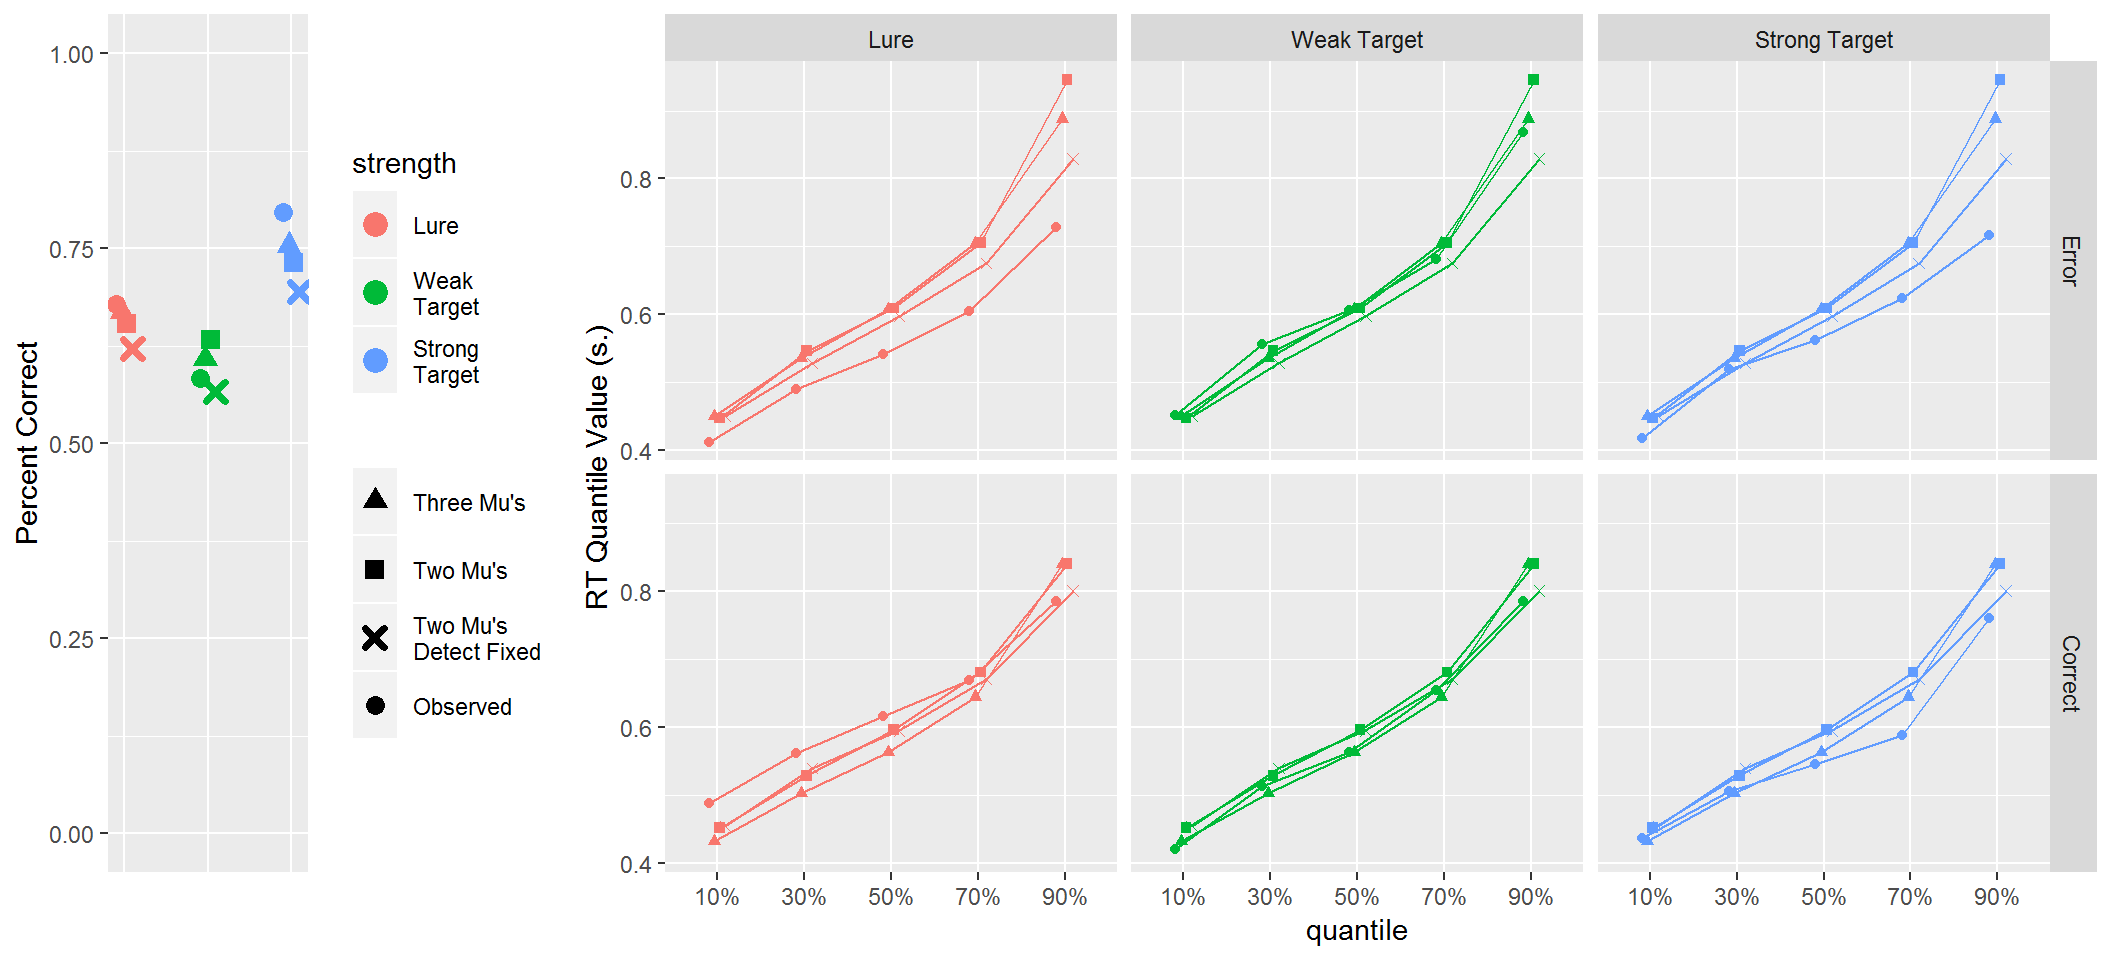 Percent Correct
1.00
0.75
0.50
0.25
0.00
strength
Lure
Weak
Target
Strong
Target
Three Mu's
Two Mu's
Two Mu's
Detect Fixed
Observed
RT Quantile Value (s.)
Lure
Weak Target
Strong Target
0.8
0.6
0.4
Error
0.8
0.6
0.4
Correct
10% 30% 50% 70% 90%
10% 30% 50% 70% 90%
10% 30% 50% 70% 90%
quantile